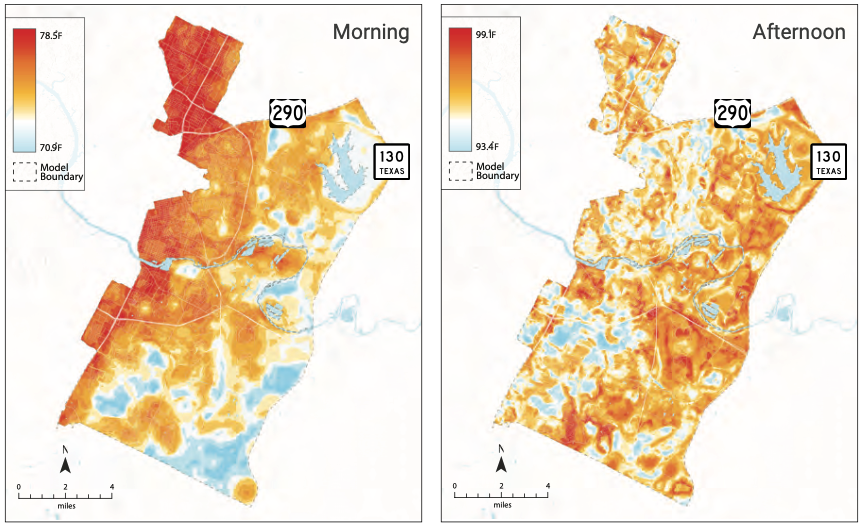 Morning
78.5F
70.9F
Model
Boundary
290
130
TEXAS
N
0 2 4
miles
Afternoon
99.1F
93.4F
Model
Boundary
290
130
TEXAS
N
0 2 4
miles